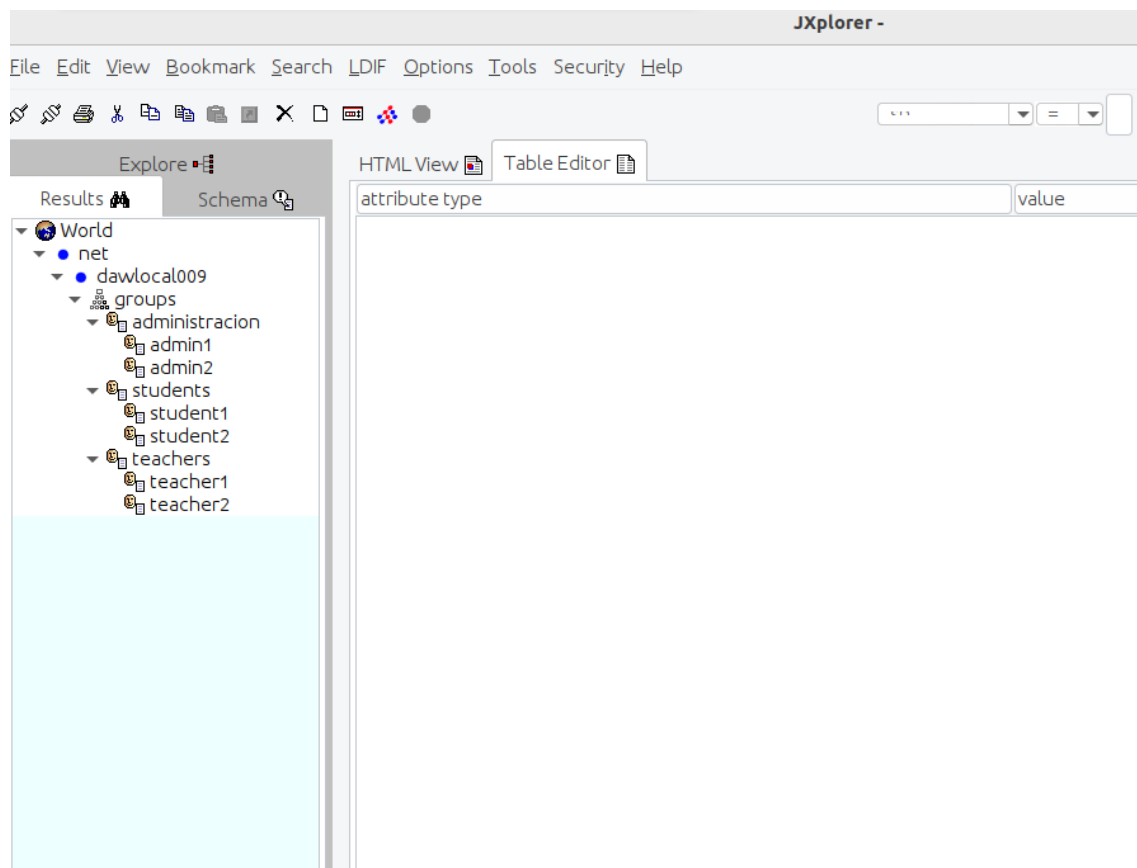 JXplorer -
File Edit View Bookmark Search LDIF Options Tools Security Help
=
Explore
HTML View Table Editor
Results Schema
attribute type value
World
net
dawlocal009
groups
administracion
admin1
admin2
students
student1
student2
teachers
teacher1
teacher2